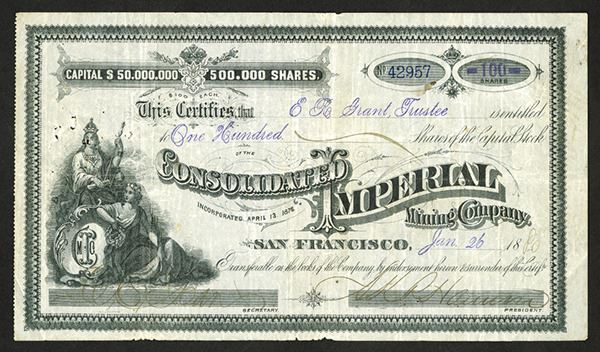 CAPITAL $ 50.000,000 500,000 SHARES.
$100 EACH.
No. 42957
100
SHARES
This Certifies, that E R Grant, Trustee is entitled
to One Hundred Shares of the Capital Stock
OF THE
CONSOLIDATED IMPERIAL
Mining Company.
INCORPORATED APRIL 13, 1876.
SAN FRANCISCO, Jan. 26 1880
Transferable on the books of the Company, by endorsement hereon & surrender of this Certif
SECRETARY.
PRESIDENT.